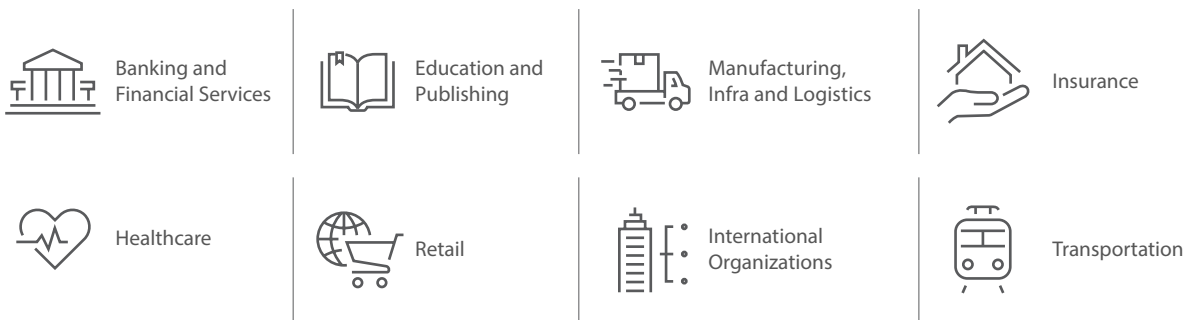 Banking and
Financial Services
Education and
Publishing
Manufacturing,
Infra and Logistics
Insurance
Healthcare
Retail
International
Organizations
Transportation